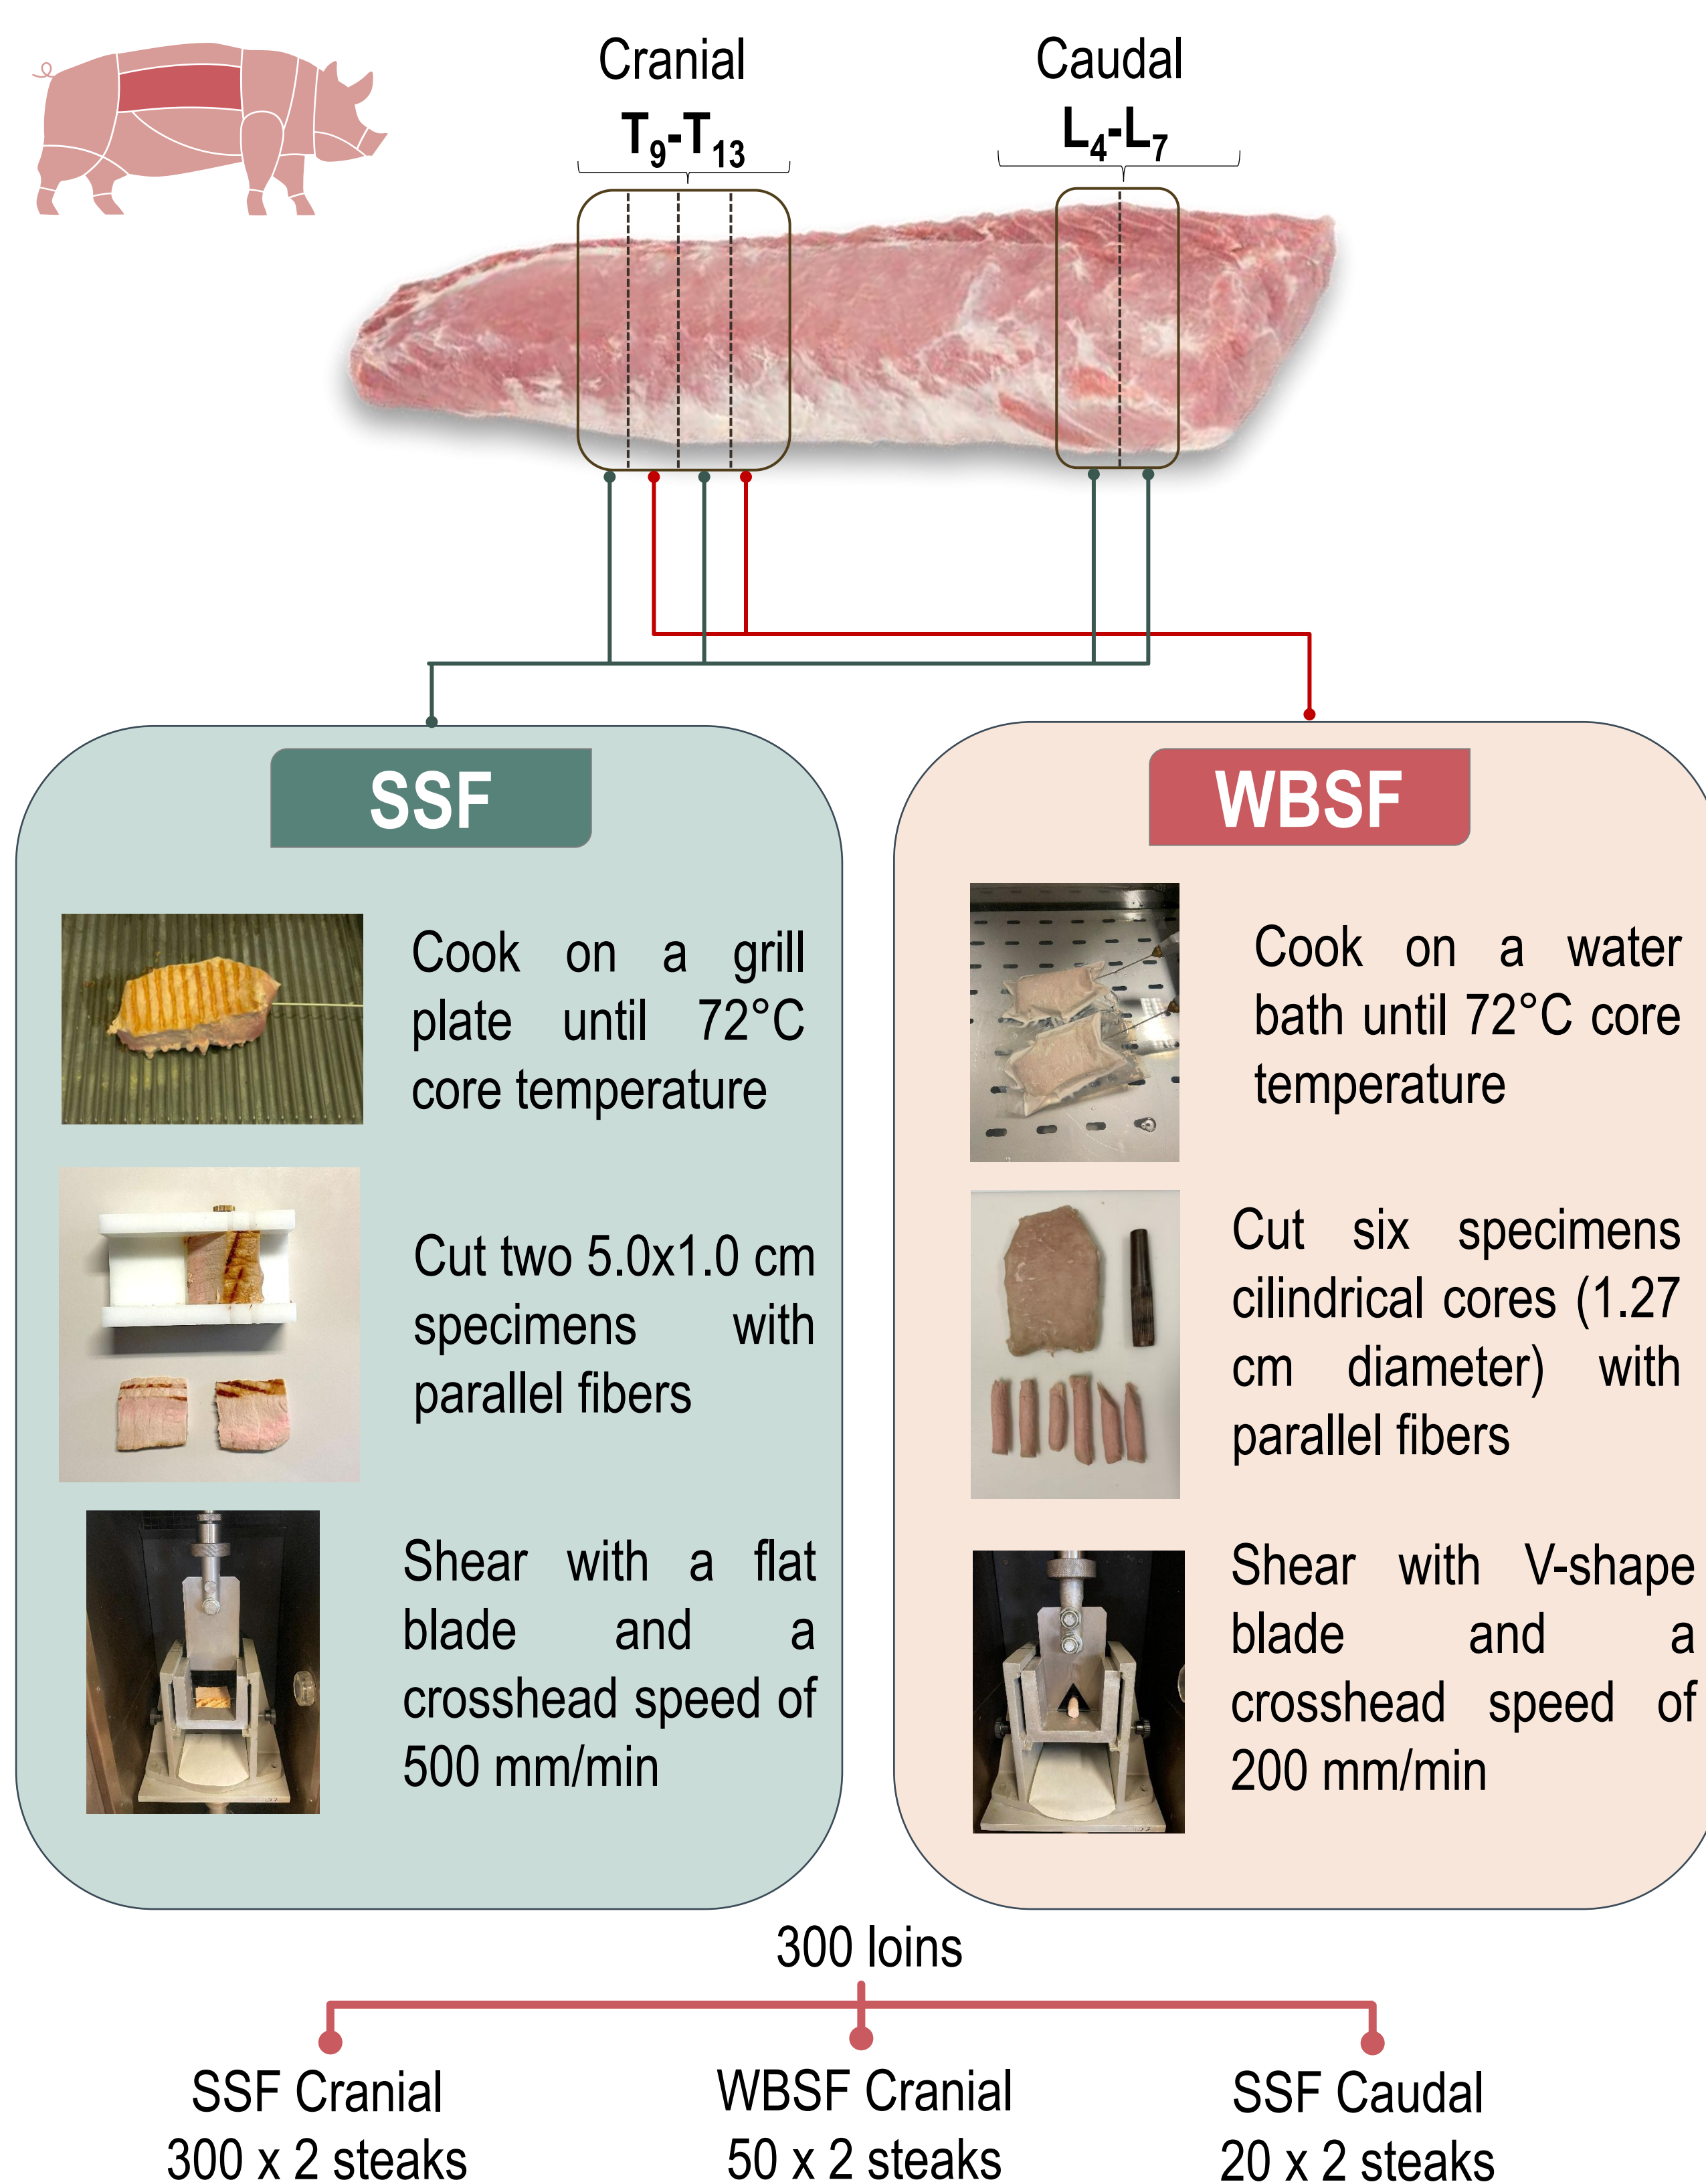 Cranial
T₉-T₁₃
Caudal
L₄-L₇
SSF
Cook on a grill
plate until 72°C
core temperature
Cut two 5.0x1.0 cm
specimens with
parallel fibers
Shear with a flat
blade and a
crosshead speed of
500 mm/min
WBSF
Cook on a water
bath until 72°C core
temperature
Cut six specimens
cilindrical cores (1.27
cm diameter) with
parallel fibers
Shear with V-shape
blade and a
crosshead speed of
200 mm/min
300 loins
SSF Cranial
300 x 2 steaks
WBSF Cranial
50 x 2 steaks
SSF Caudal
20 x 2 steaks